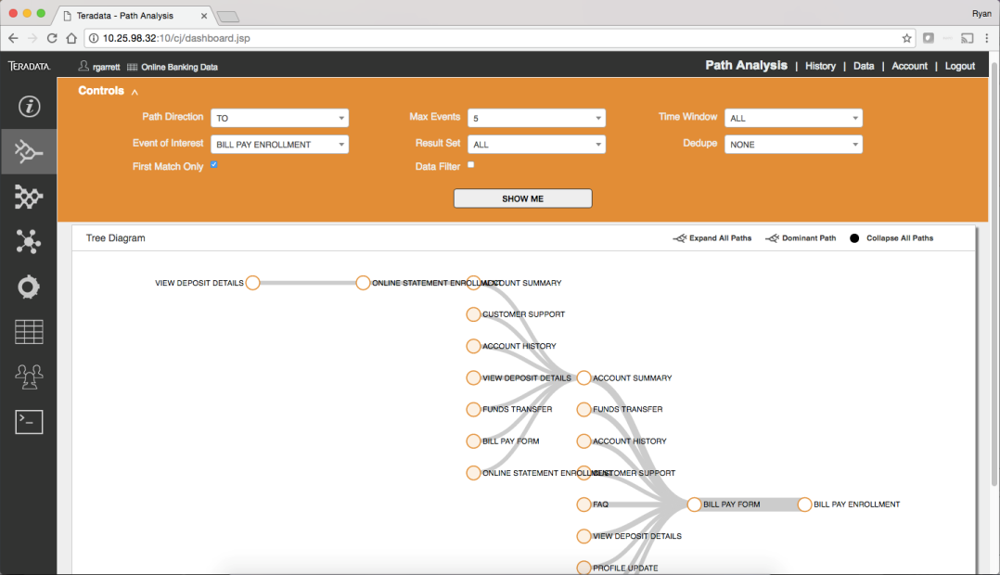 Teradata - Path Analysis
Ryan
10.25.98.32:10/cj/dashboard.jsp
TERADATA.
rgarrett
Online Banking Data
Path Analysis | History | Data | Account | Logout
Controls
Path Direction TO
Max Events 5
Time Window ALL
Event of Interest BILL PAY ENROLLMENT
Result Set ALL
Dedupe NONE
First Match Only
Data Filter
SHOW ME
Tree Diagram
Expand All Paths
Dominant Path
Collapse All Paths
VIEW DEPOSIT DETAILS
ONLINE STATEMENT ENROLLMENT
ACCOUNT SUMMARY
CUSTOMER SUPPORT
ACCOUNT HISTORY
VIEW DEPOSIT DETAILS
ACCOUNT SUMMARY
FUNDS TRANSFER
FUNDS TRANSFER
BILL PAY FORM
ACCOUNT HISTORY
ONLINE STATEMENT ENROLLMENT
CUSTOMER SUPPORT
FAQ
BILL PAY FORM
BILL PAY ENROLLMENT
VIEW DEPOSIT DETAILS
PROFILE UPDATE